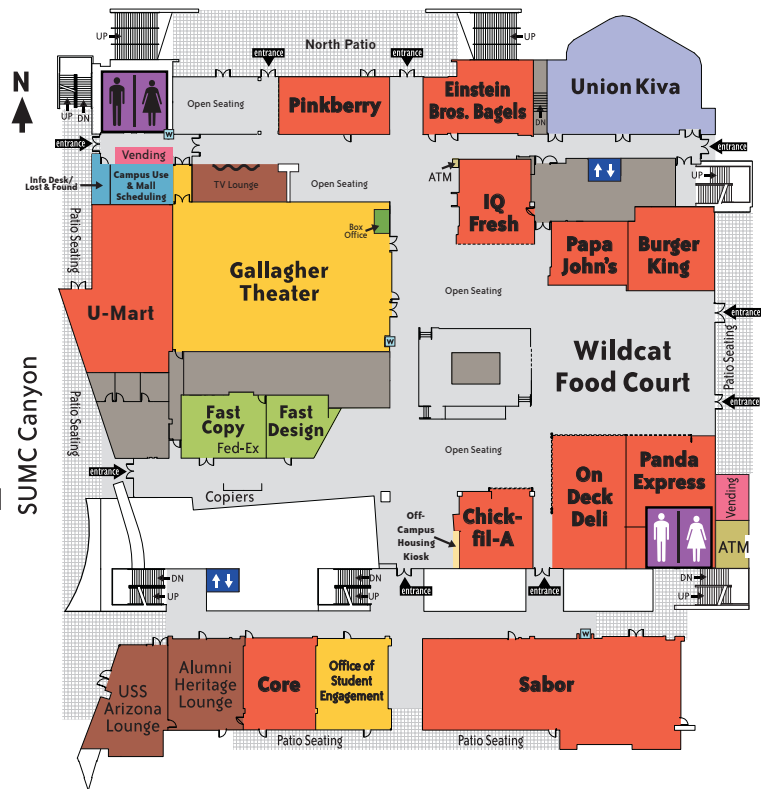 UP
UP
North Patio
entrance
entrance
N
Open Seating
Pinkberry
Einstein
Bros. Bagels
Union Kiva
UP
DN
DN
W
entrance
entrance
Vending
Info Desk/
Lost & Found
Campus Use
& Mall
Scheduling
TV Lounge
Open Seating
ATM
UP
IQ
Fresh
Patio Seating
Box
Office
Papa
John's
Burger
King
Gallagher
Theater
Open Seating
U-Mart
entrance
W
Wildcat
Food Court
Patio Seating
SUMC Canyon
Patio Seating
entrance
Fast
Copy
Fed-Ex
Fast
Design
Open Seating
On
Deck
Deli
Panda
Express
entrance
Copiers
Vending
Off-
Campus
Housing
Kiosk
Chick-
fil-A
ATM
DN
UP
DN
UP
DN
UP
entrance
entrance
W
USS
Arizona
Lounge
Alumni
Heritage
Lounge
Core
Office of
Student
Engagement
Sabor
Patio Seating
Patio Seating